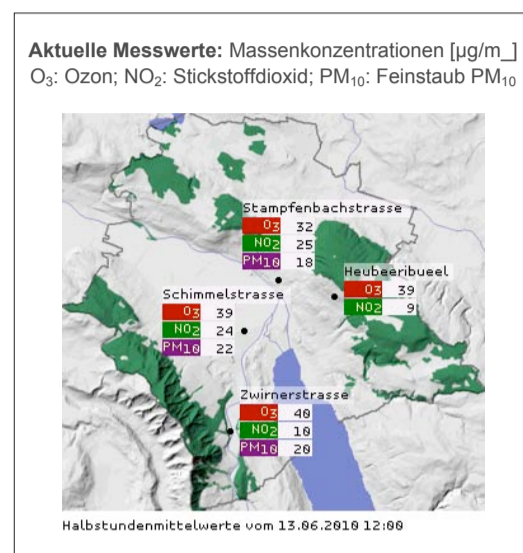 Aktuelle Messwerte: Massenkonzentrationen [µg/m_]
O₃: Ozon; NO₂: Stickstoffdioxid; PM₁₀: Feinstaub PM₁₀
Stampfenbachstrasse
O3 32
NO2 25
PM10 18
Heubeeribueel
O3 39
NO2 9
Schimmelstrasse
O3 39
NO2 24
PM10 22
Zwirnerstrasse
O3 40
NO2 10
PM10 20
Halbstundenmittelwerte vom 13.06.2010 12:00